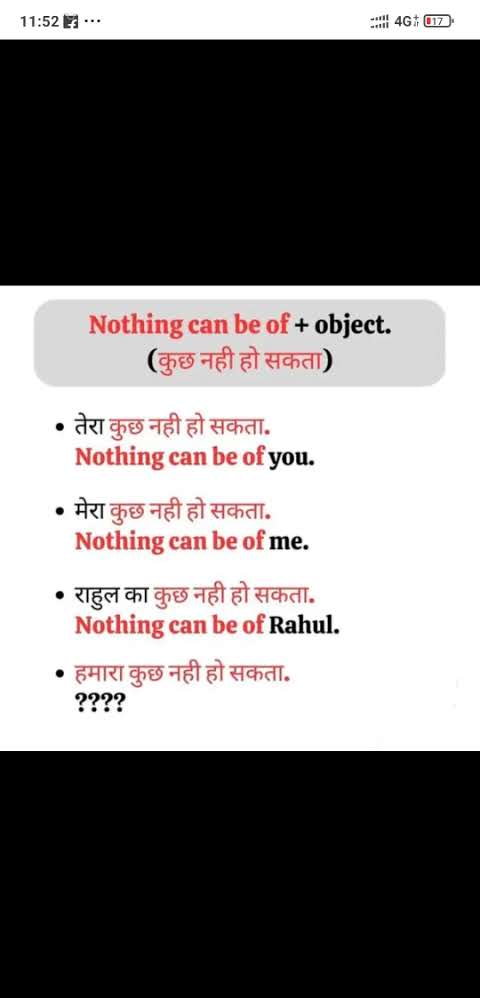 11:52 ...
4G 17
Nothing can be of + object.
(कुछ नही हो सकता)
• तेरा कुछ नही हो सकता.
Nothing can be of you.
• मेरा कुछ नही हो सकता.
Nothing can be of me.
• राहुल का कुछ नही हो सकता.
Nothing can be of Rahul.
• हमारा कुछ नही हो सकता.
????